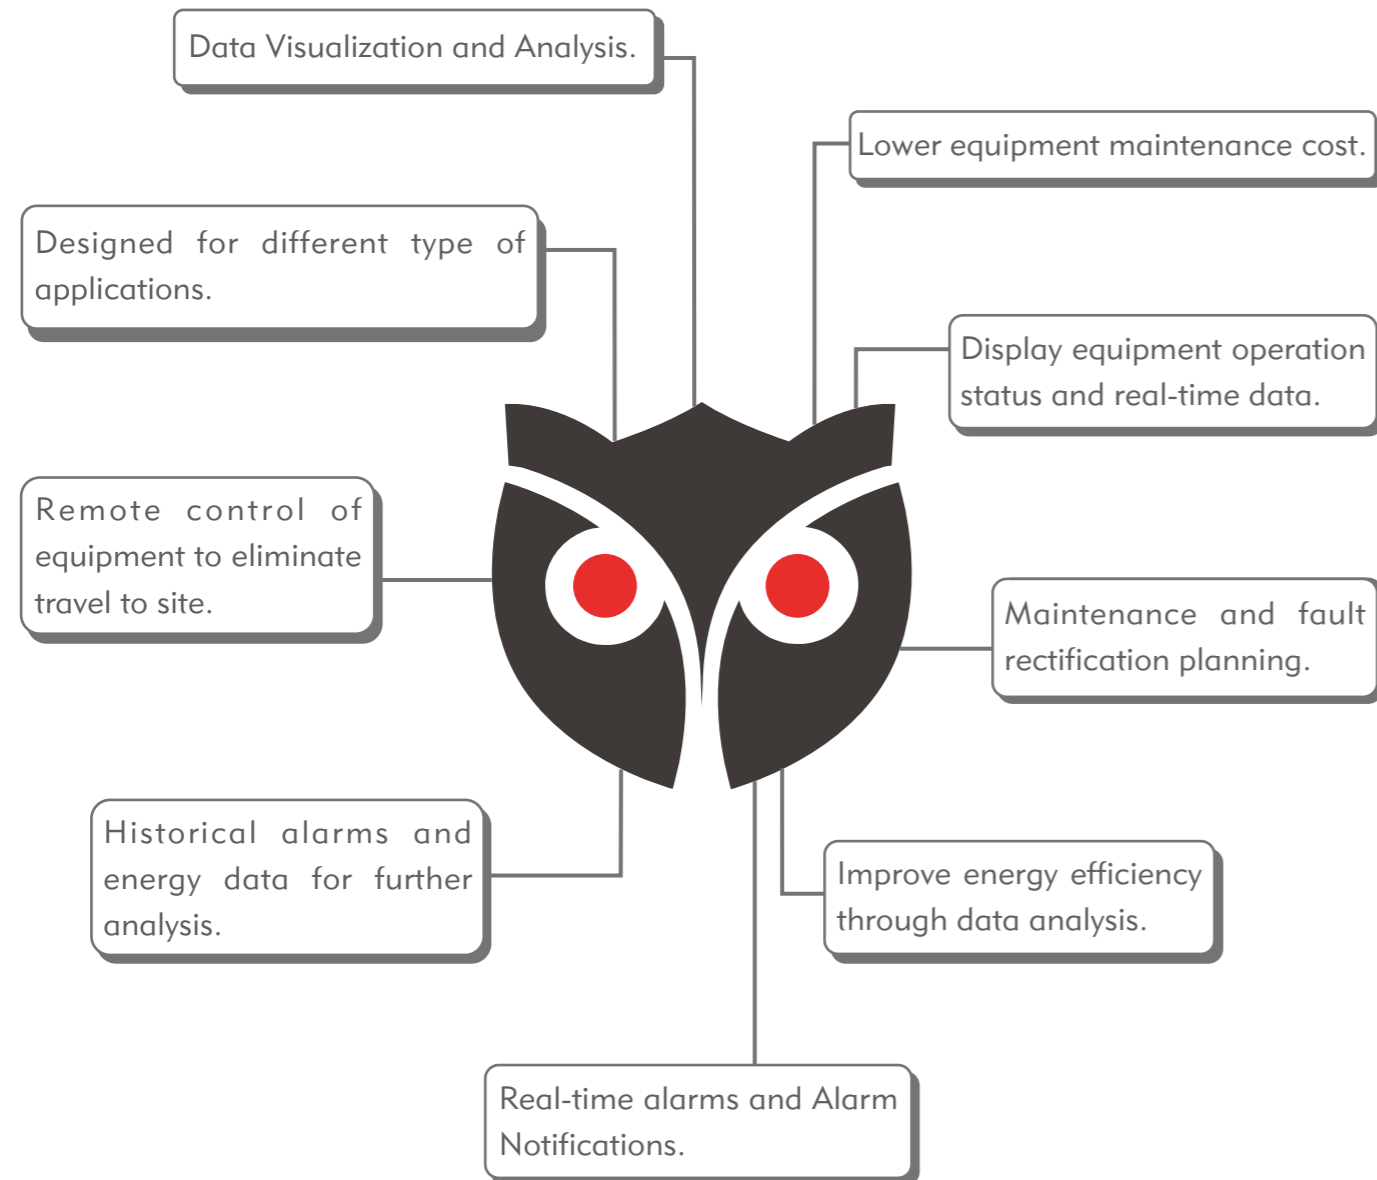 Data Visualization and Analysis.
Lower equipment maintenance cost.
Designed for different type of
applications.
Display equipment operation
status and real-time data.
Remote control of
equipment to eliminate
travel to site.
Maintenance and fault
rectification planning.
Historical alarms and
energy data for further
analysis.
Improve energy efficiency
through data analysis.
Real-time alarms and Alarm
Notifications.